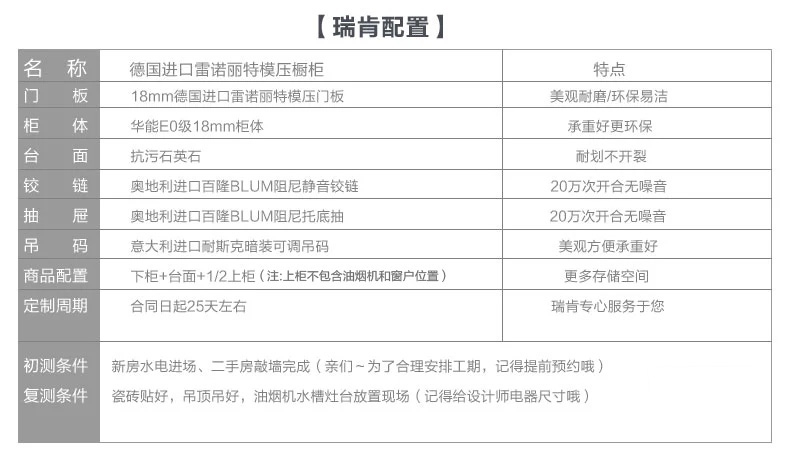 【瑞肯配置】
名 称 德国进口雷诺丽特模压橱柜 特点
门 板 18mm德国进口雷诺丽特模压门板 美观耐磨/环保易洁
柜 体 华能E0级18mm柜体 承重好更环保
台 面 抗污石英石 耐划不开裂
铰 链 奥地利进口百隆BLUM阻尼静音铰链 20万次开合无噪音
抽 屉 奥地利进口百隆BLUM阻尼托底抽 20万次开合无噪音
吊 码 意大利进口耐斯克暗装可调吊码 美观方便承重好
商品配置 下柜+台面+1/2上柜（注:上柜不包含油烟机和窗户位置） 更多存储空间
定制周期 合同日起25天左右 瑞肯专心服务于您
初测条件 新房水电进场、二手房敲墙完成（亲们～为了合理安排工期，记得提前预约哦）
复测条件 瓷砖贴好，吊顶吊好，油烟机水槽灶台放置现场（记得给设计师电器尺寸哦）